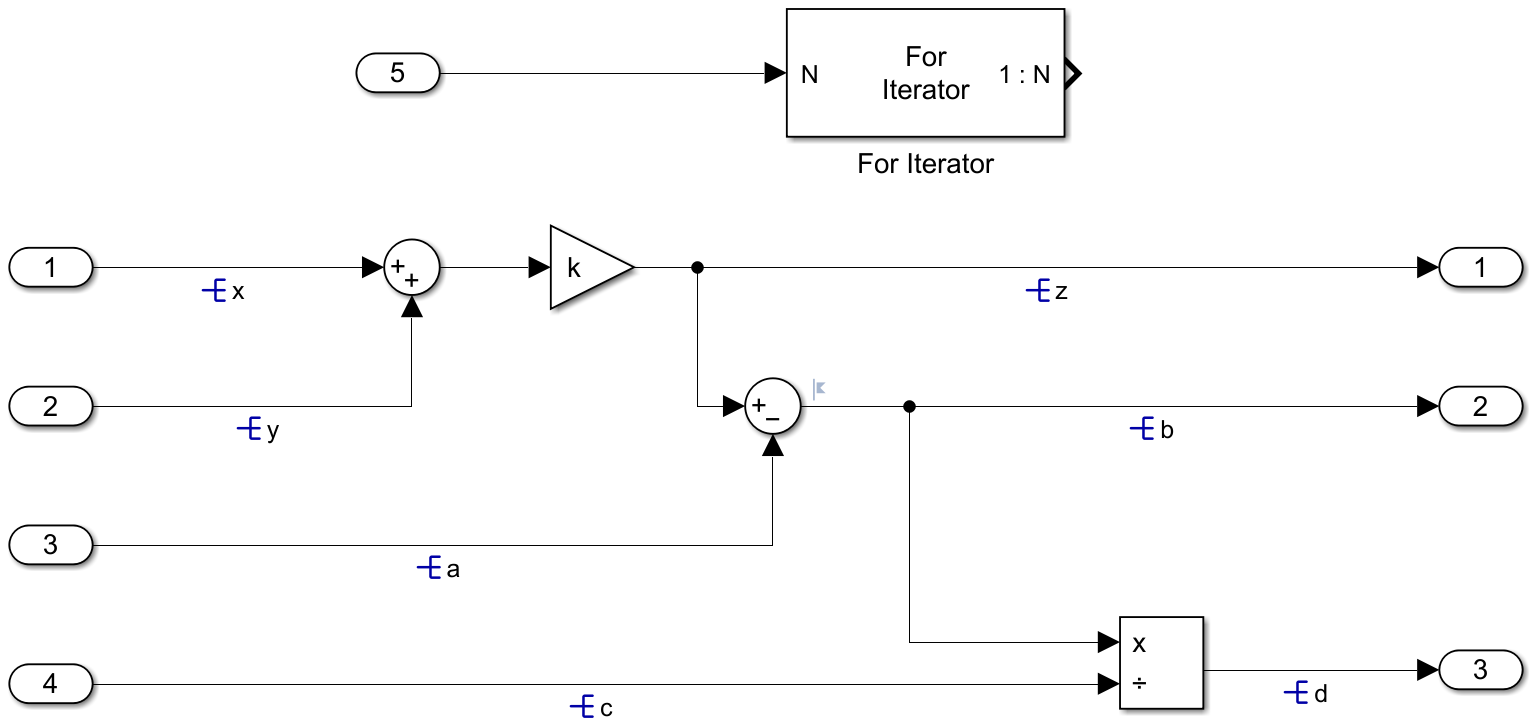 5
N
For
Iterator
1 : N
For Iterator
1
+
+
k
1
x
z
2
+
−
2
y
b
3
a
x
÷
4
3
c
d